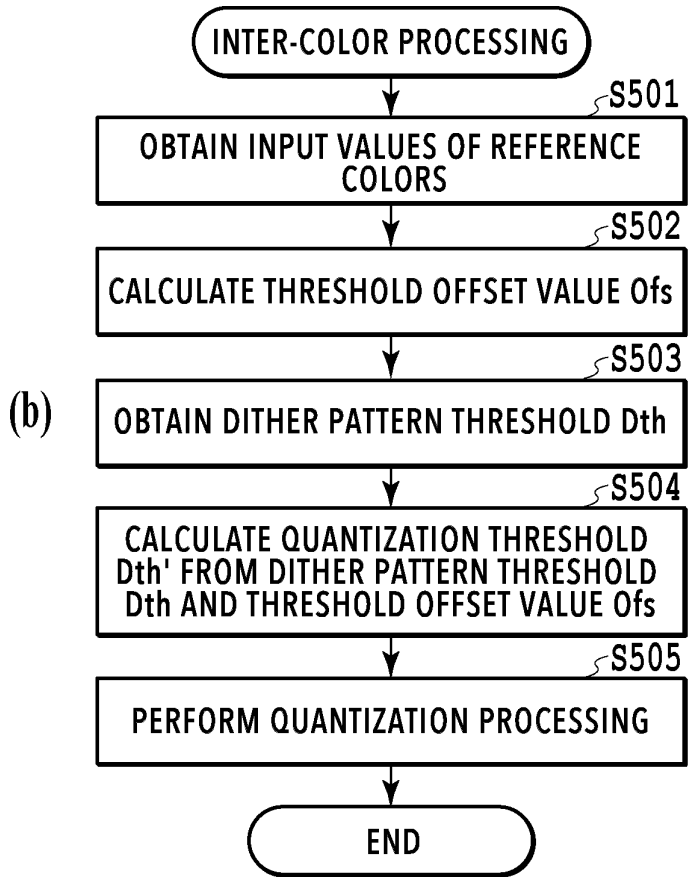 INTER-COLOR PROCESSING
S501
OBTAIN INPUT VALUES OF REFERENCE
COLORS
S502
CALCULATE THRESHOLD OFFSET VALUE Ofs
S503
(b)
OBTAIN DITHER PATTERN THRESHOLD Dth
S504
CALCULATE QUANTIZATION THRESHOLD
Dth' FROM DITHER PATTERN THRESHOLD
Dth AND THRESHOLD OFFSET VALUE Ofs
S505
PERFORM QUANTIZATION PROCESSING
END